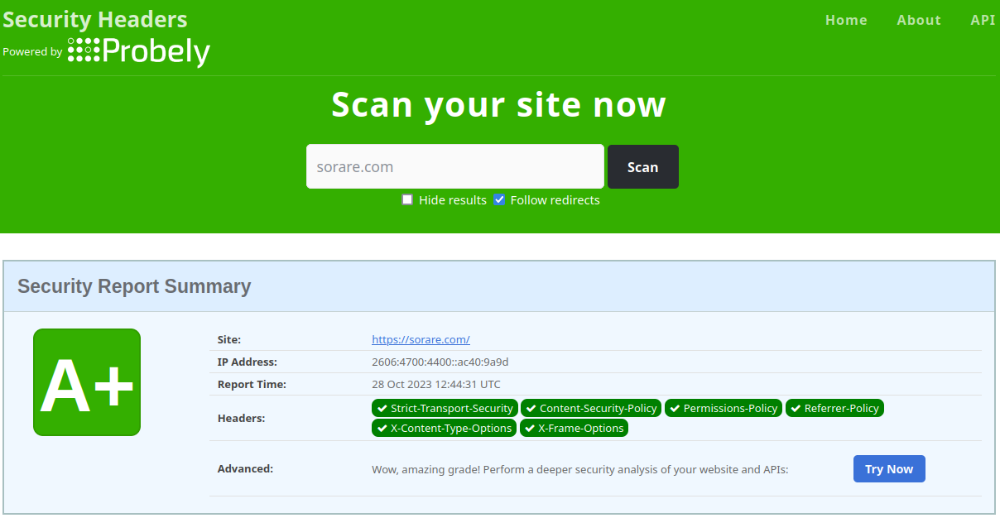 Security Headers
Home About API
Powered by Probely
Scan your site now
sorare.com Scan
Hide results Follow redirects
Security Report Summary
A+
Site: https://sorare.com/
IP Address: 2606:4700:4400::ac40:9a9d
Report Time: 28 Oct 2023 12:44:31 UTC
Headers: Strict-Transport-Security Content-Security-Policy Permissions-Policy Referrer-Policy
X-Content-Type-Options X-Frame-Options
Advanced: Wow, amazing grade! Perform a deeper security analysis of your website and APIs: Try Now